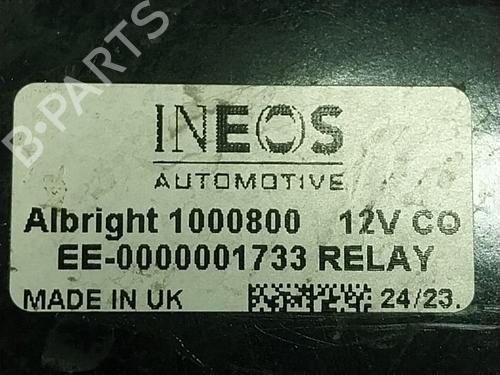 B-PARTS
INEOS
AUTOMOTIVE
Albright 1000800 12V CO
EE-0000001733 RELAY
MADE IN UK 24/23.